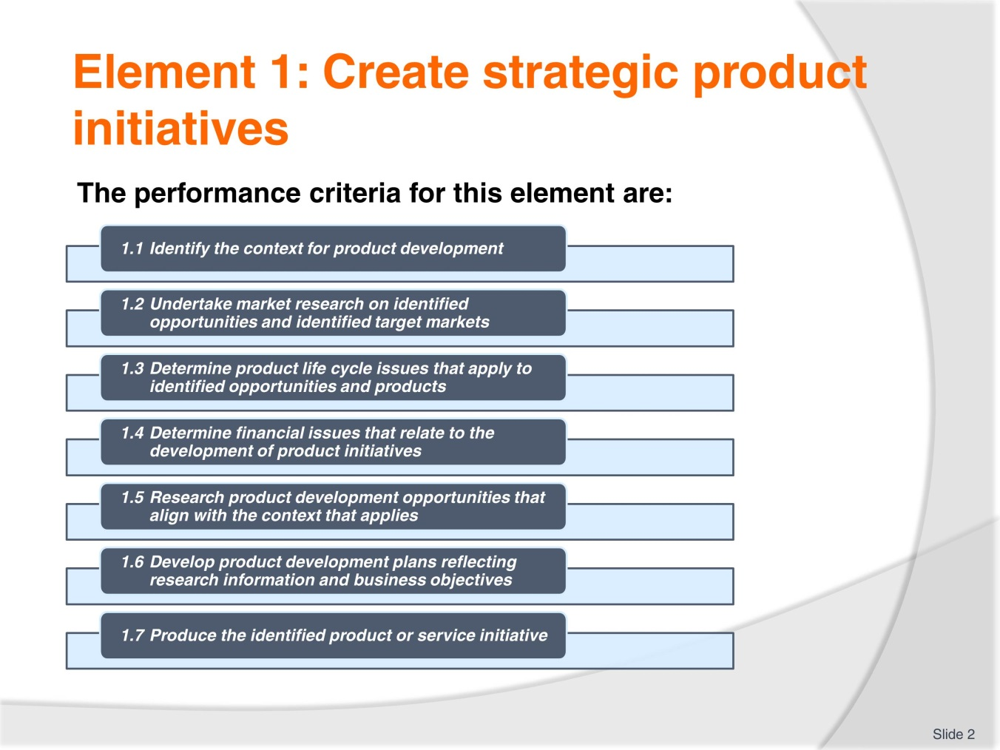 Element 1: Create strategic product
initiatives
The performance criteria for this element are:
1.1 Identify the context for product development
1.2 Undertake market research on identified
opportunities and identified target markets
1.3 Determine product life cycle issues that apply to
identified opportunities and products
1.4 Determine financial issues that relate to the
development of product initiatives
1.5 Research product development opportunities that
align with the context that applies
1.6 Develop product development plans reflecting
research information and business objectives
1.7 Produce the identified product or service initiative
Slide 2